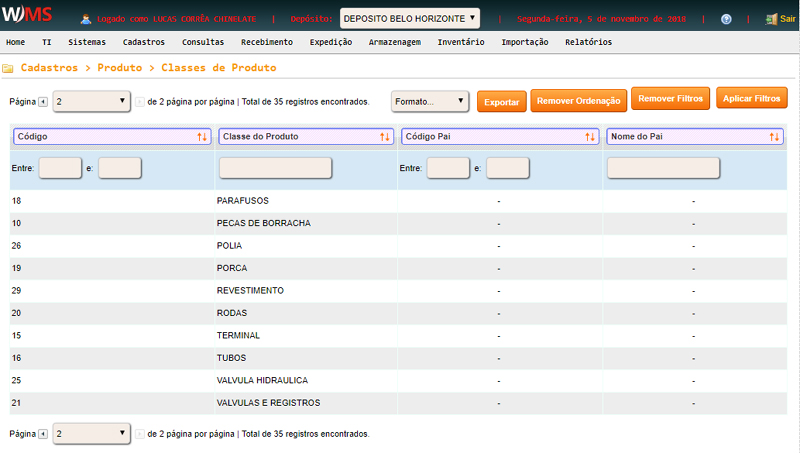 WMS Logado como LUCAS CORRÊA CHINELATE | Depósito: DEPOSITO BELO HORIZONTE | Segunda-feira, 5 de novembro de 2018 | Sair
Home TI Sistemas Cadastros Consultas Recebimento Expedição Armazenagem Inventário Importação Relatórios
Cadastros > Produto > Classes de Produto
Página 2 de 2 página por página | Total de 35 registros encontrados. Formato... Exportar Remover Ordenação Remover Filtros Aplicar Filtros
Código Classe do Produto Código Pai Nome do Pai
Entre: e: Entre: e:
18 PARAFUSOS - -
10 PECAS DE BORRACHA - -
26 POLIA - -
19 PORCA - -
29 REVESTIMENTO - -
20 RODAS - -
15 TERMINAL - -
16 TUBOS - -
25 VALVULA HIDRAULICA - -
21 VALVULAS E REGISTROS - -
Página 2 de 2 página por página | Total de 35 registros encontrados.